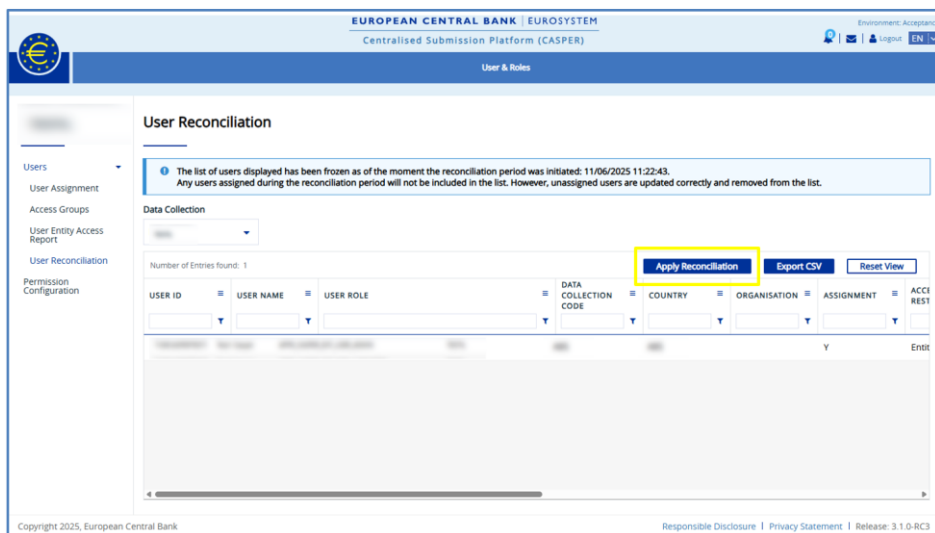 EUROPEAN CENTRAL BANK | EUROSYSTEM
Environment: Acceptanc
Centralised Submission Platform (CASPER)
Logout EN
User & Roles
User Reconciliation
Users
User Assignment
Access Groups
User Entity Access
Report
User Reconciliation
Permission
Configuration
The list of users displayed has been frozen as of the moment the reconciliation period was initiated: 11/06/2025 11:22:43.
Any users assigned during the reconciliation period will not be included in the list. However, unassigned users are updated correctly and removed from the list.
Data Collection
Number of Entries found: 1
Apply Reconciliation Export CSV Reset View
USER ID USER NAME USER ROLE DATA COLLECTION CODE COUNTRY ORGANISATION ASSIGNMENT ACCE REST
Y Entit
Copyright 2025, European Central Bank
Responsible Disclosure | Privacy Statement | Release: 3.1.0-RC3